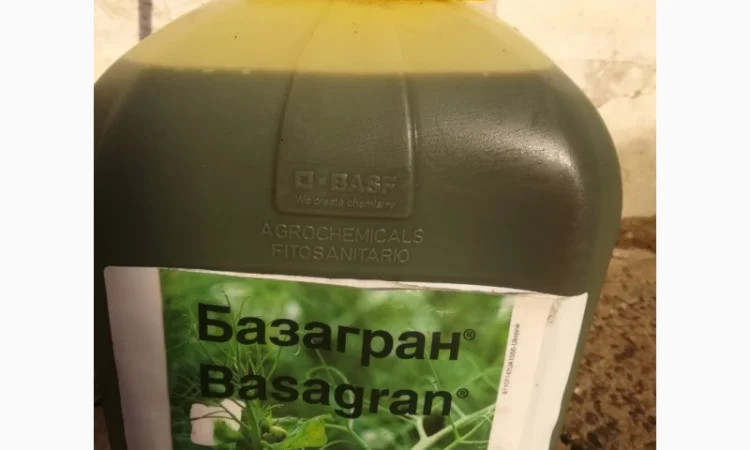 BASF
We create chemistry
AGROCHEMICALS
FITOSANITARIO
Базагран®
Basagran®